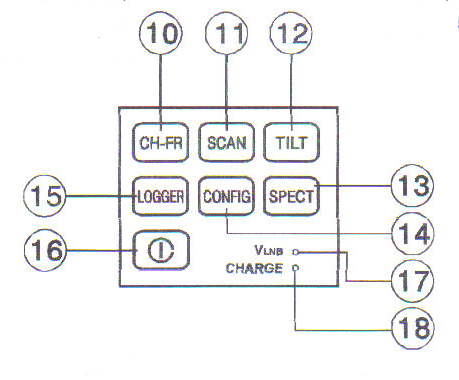 10 11 12
CH-FR SCAN TILT
13
15 LOGGER CONFIG SPECT
14
16
VLNB
17
CHARGE
18